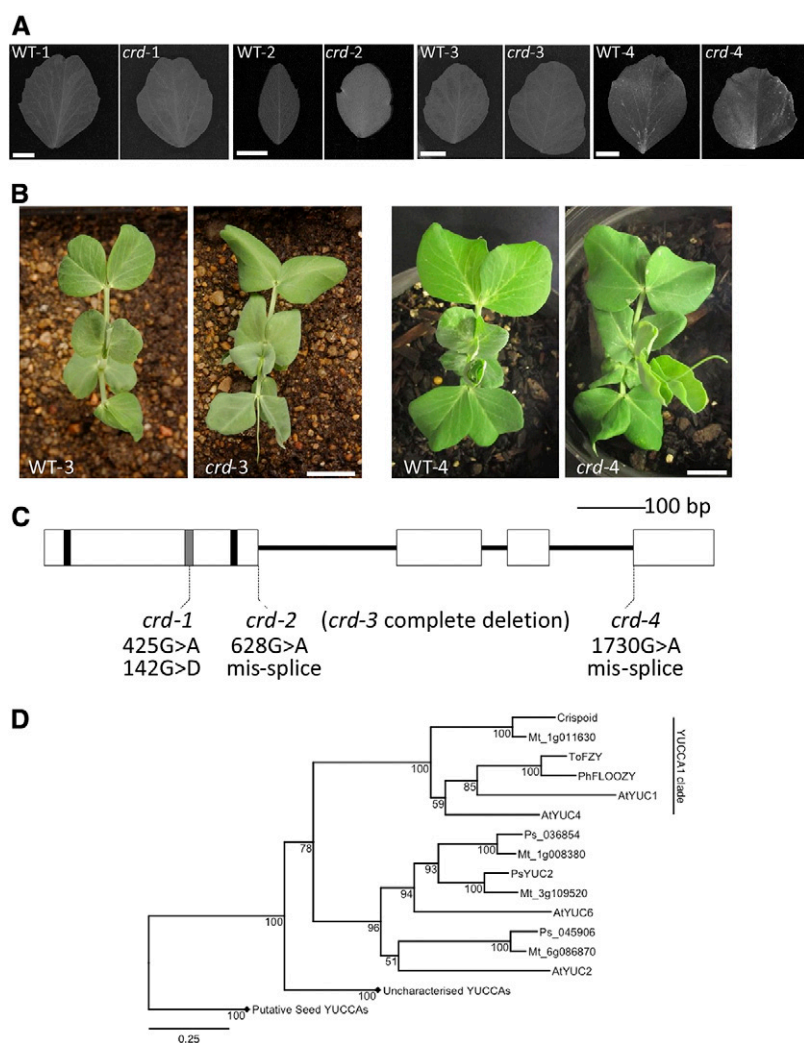 A
WT-1 crd-1 WT-2 crd-2 WT-3 crd-3 WT-4 crd-4
B
WT-3 crd-3 WT-4 crd-4
C
100 bp
crd-1 crd-2 (crd-3 complete deletion) crd-4
425G>A 628G>A 1730G>A
142G>D mis-splice mis-splice
D
Crispoid
100
Mt_1g011630
YUCCA1 clade
ToFZY
100
100
PhFLOOZY
85
AtYUC1
59
AtYUC4
78
Ps_036854
100
Mt_1g008380
93
PsYUC2
94
100
Mt_3g109520
100
AtYUC6
96
Ps_045906
100
Mt_6g086870
51
AtYUC2
Uncharacterised YUCCAs
100
Putative Seed YUCCAs
100
0.25